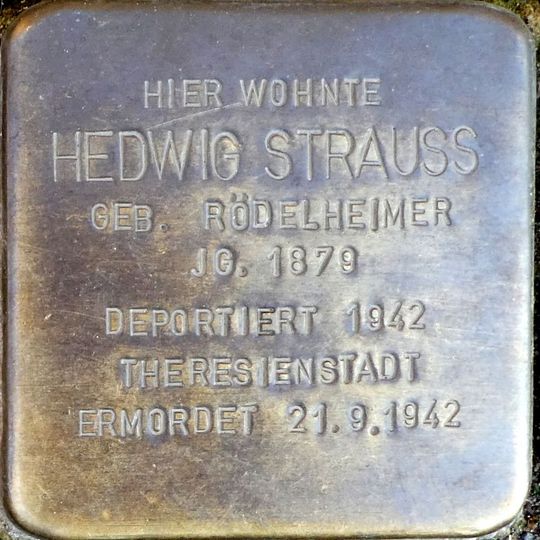 HIER WOHNTE
HEDWIG STRAUSS
GEB. RÖDELHEIMER
JG. 1879
DEPORTIERT 1942
THERESIENSTADT
ERMORDET 21.9.1942